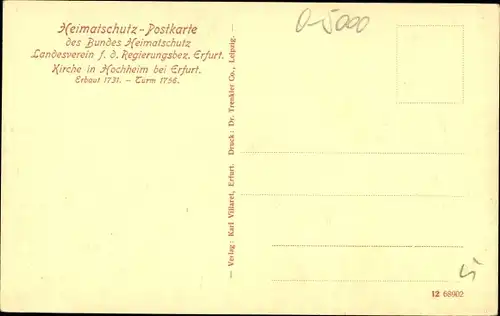 Heimatschutz-Postkarte
des Bundes Heimatschutz
Landesverein f. d. Regierungsbez. Erfurt.
Kirche in Hochheim bei Erfurt.
Erbaut 1731. – Turm 1756.
— Verlag: Karl Villaret, Erfurt. Druck: Dr. Trenkler Co., Leipzig. —
0-5000
12 68902